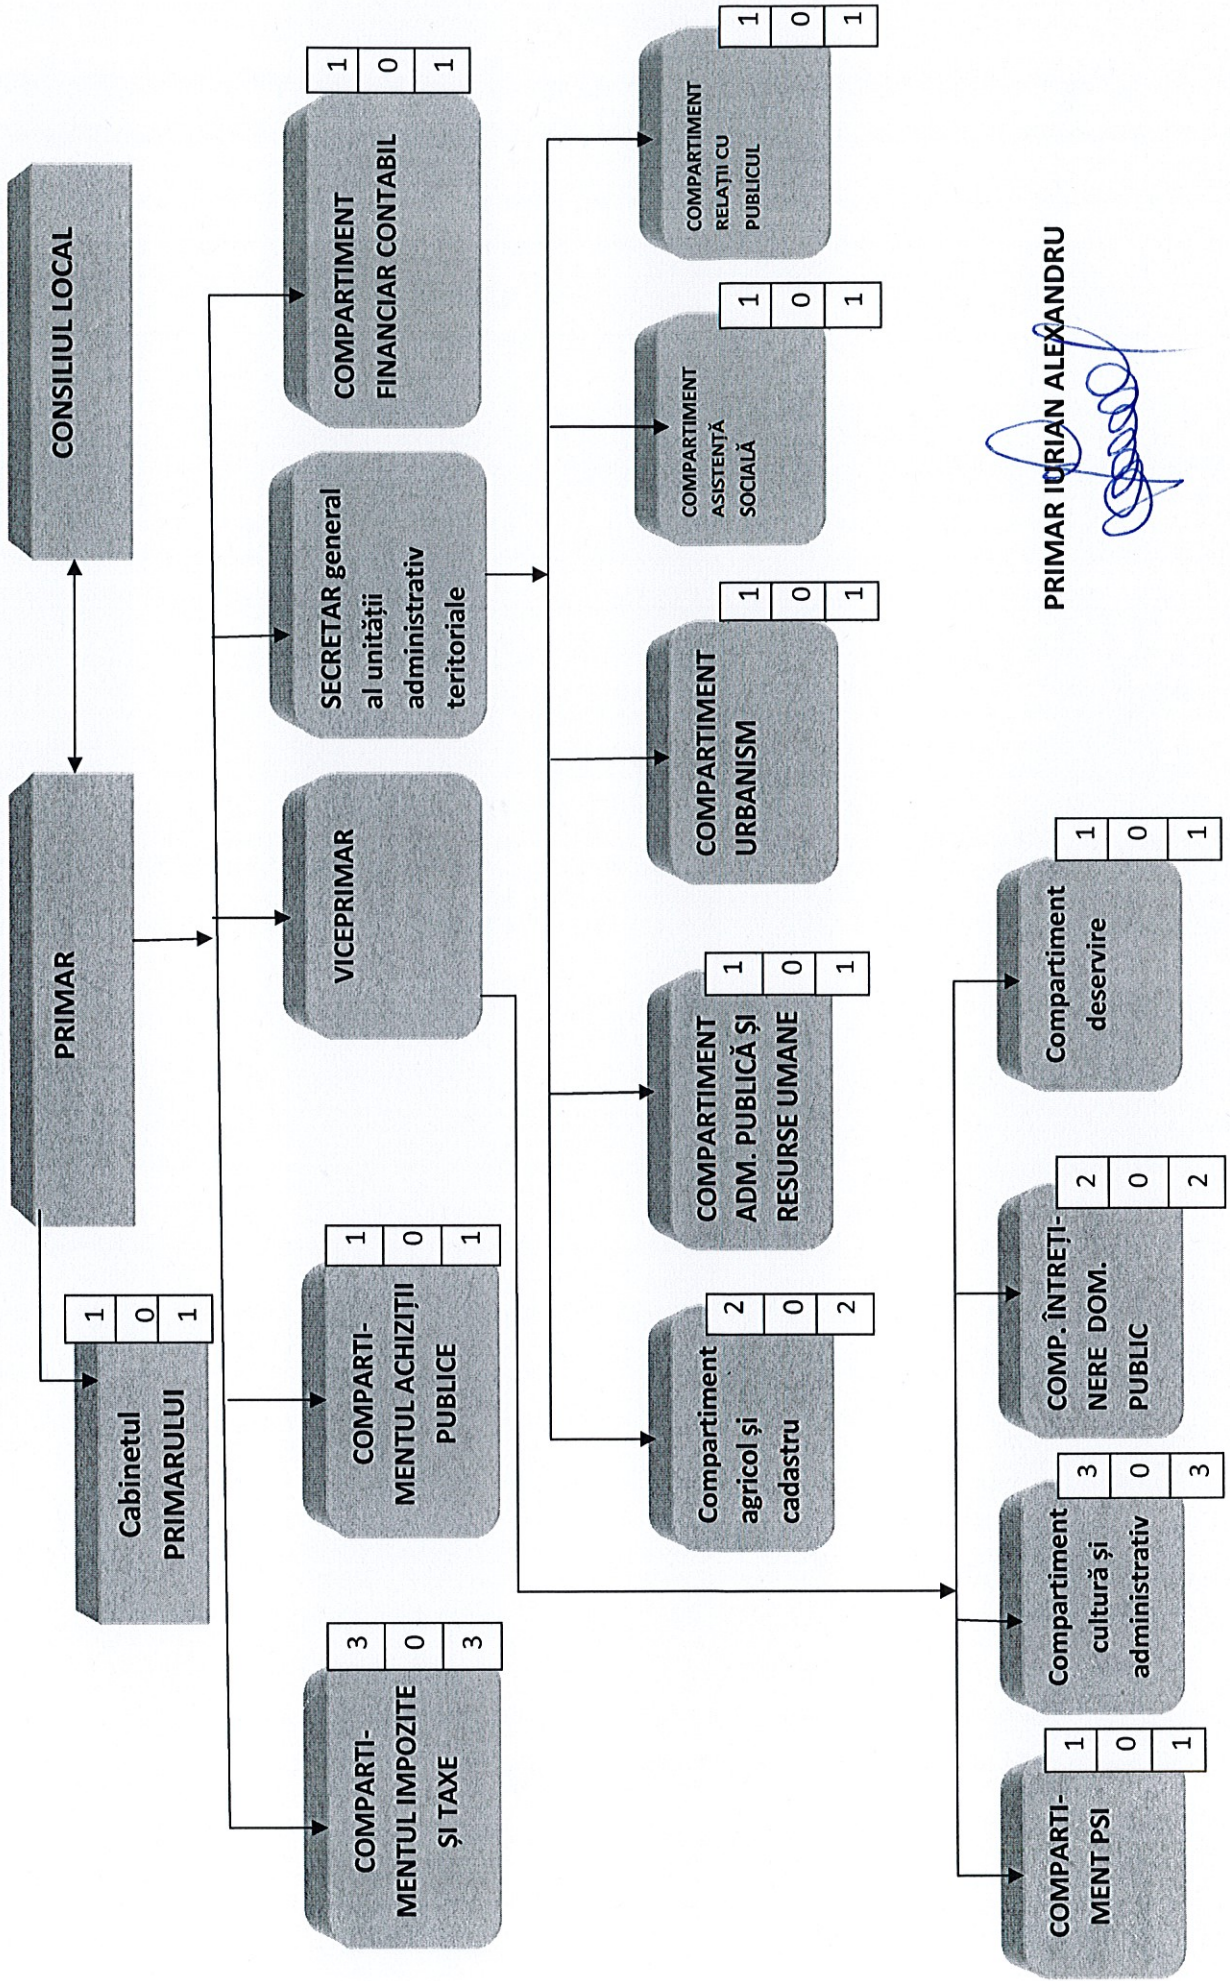 PRIMAR
CONSILIUL LOCAL
Cabinetul
PRIMARULUI
1
0
1
COMPARTI-
MENTUL IMPOZITE
ȘI TAXE
3
0
3
COMPARTI-
MENTUL ACHIZIȚII
PUBLICE
1
0
1
VICEPRIMAR
SECRETAR general
al unității
administrativ
teritoriale
COMPARTIMENT
FINANCIAR CONTABIL
1
0
1
Compartiment
agricol și
cadastru
2
0
2
COMPARTIMENT
ADM. PUBLICĂ ȘI
RESURSE UMANE
1
0
1
COMPARTIMENT
URBANISM
1
0
1
COMPARTIMENT
ASISTENȚĂ
SOCIALĂ
1
0
1
COMPARTIMENT
RELAȚII CU
PUBLICUL
1
0
1
COMPARTI-
MENT PSI
1
0
1
Compartiment
cultură și
administrativ
3
0
3
COMP. ÎNTREȚI-
NERE DOM.
PUBLIC
2
0
2
Compartiment
deservire
1
0
1
PRIMAR IURIAN ALEXANDRU